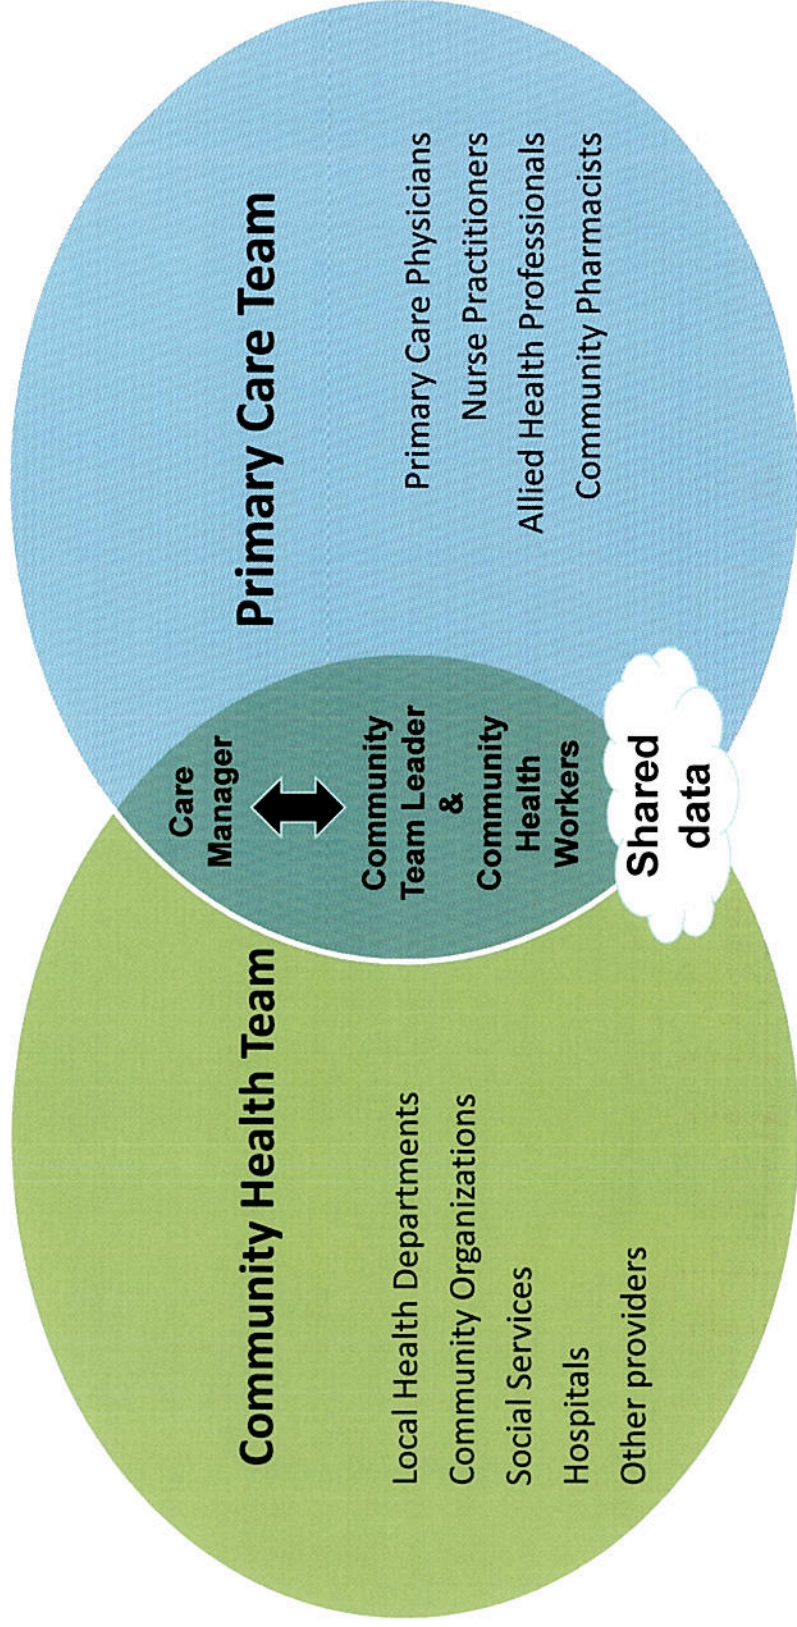 Community Health Team
Local Health Departments
Community Organizations
Social Services
Hospitals
Other providers
Care
Manager
Community
Team Leader
&
Community
Health
Workers
Shared
data
Primary Care Team
Primary Care Physicians
Nurse Practitioners
Allied Health Professionals
Community Pharmacists